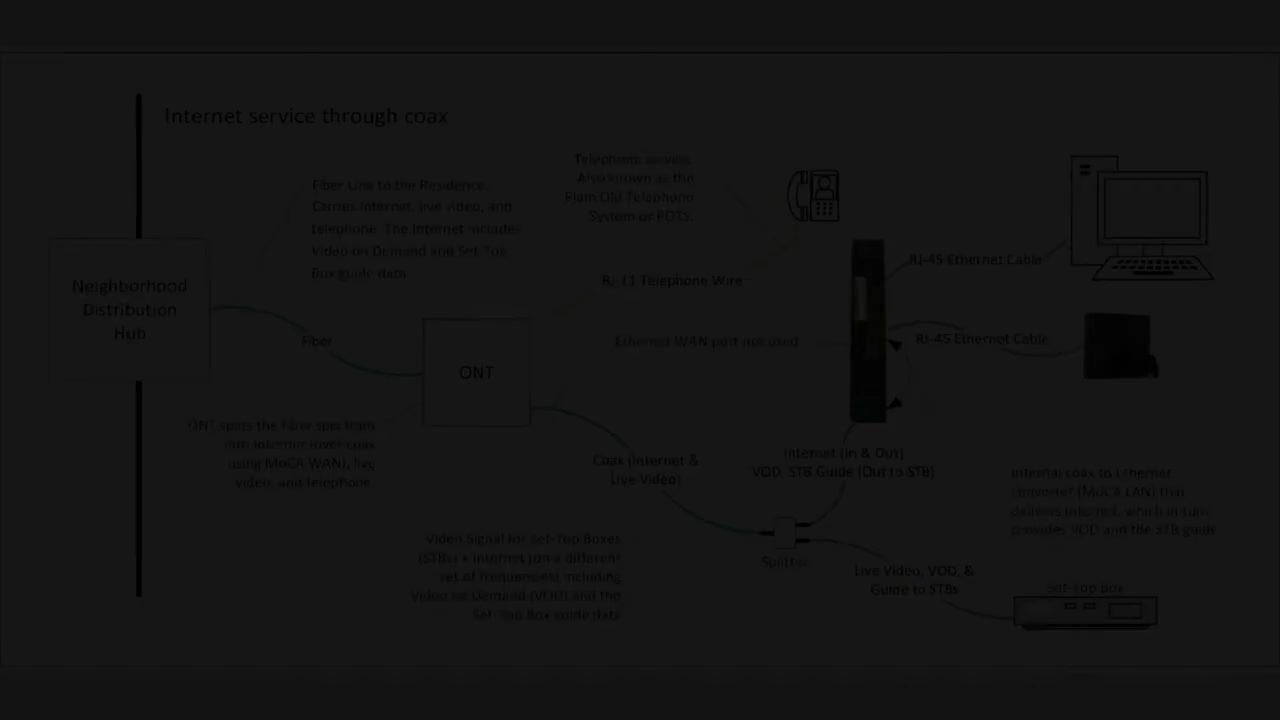 Internet service through coax
Fiber Line to the Residence.
Carries Internet, live video, and
telephone. The Internet includes
Video on Demand and Set Top
Box guide data
Telephone service.
Also known as the
Plain Old Telephone
System or POTS.
RJ-45 Ethernet Cable
Neighborhood
Distribution
Hub
RJ-11 Telephone Wire
Fiber
Ethernet WAN port not used
RJ-45 Ethernet Cable
ONT
ONT splits the Fiber spectrum
into Internet (over coax
using MoCA WAN), live
video, and telephone.
Coax (Internet &
Live Video)
Internet (In & Out)
VOD, STB Guide (Out to STB)
Internal coax to Ethernet
converter (MoCA LAN) that
delivers Internet, which in turn
provides VOD and the STB guide
Video Signal for Set-Top Boxes
(STBs) + Internet (on a different
set of frequencies) including
Video on Demand (VOD) and the
Set-Top Box guide data
Splitter
Live Video, VOD, &
Guide to STBs
Set-Top Box